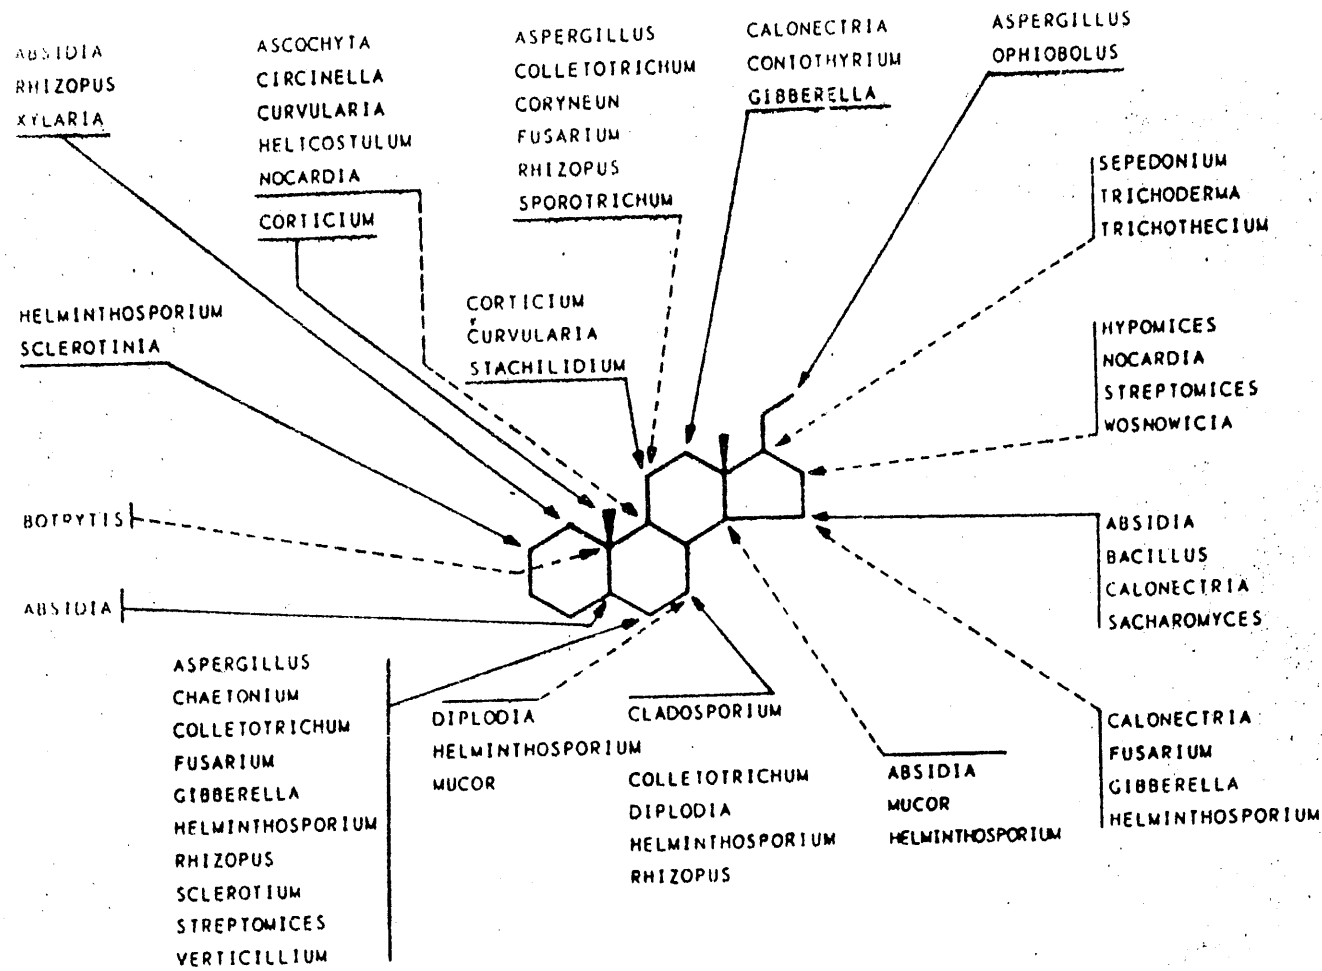 ABSIDIA
RHIZOPUS
XYLARIA
ASCOCHYTA
CIRCINELLA
CURVULARIA
HELICOSTULUM
NOCARDIA
CORTICIUM
ASPERGILLUS
COLLETOTRICHUM
CORYNEUN
FUSARIUM
RHIZOPUS
SPOROTRICHUM
CALONECTRIA
CONIOTHYRIUM
GIBBERELLA
ASPERGILLUS
OPHIOBOLUS
SEPEDONIUM
TRICHODERMA
TRICHOTHECIUM
HELMINTHOSPORIUM
SCLEROTINIA
CORTICIUM
CURVULARIA
STACHILIDIUM
HYPOMICES
NOCARDIA
STREPTOMICES
WOSNOWICIA
BOTRYTIS
ABSIDIA
ABSIDIA
BACILLUS
CALONECTRIA
SACHAROMYCES
ASPERGILLUS
CHAETONIUM
COLLETOTRICHUM
FUSARIUM
GIBBERELLA
HELMINTHOSPORIUM
RHIZOPUS
SCLEROTIUM
STREPTOMICES
VERTICILLIUM
DIPLODIA
HELMINTHOSPORIUM
MUCOR
CLADOSPORIUM
COLLETOTRICHUM
DIPLODIA
HELMINTHOSPORIUM
RHIZOPUS
ABSIDIA
MUCOR
HELMINTHOSPORIUM
CALONECTRIA
FUSARIUM
GIBBERELLA
HELMINTHOSPORIUM